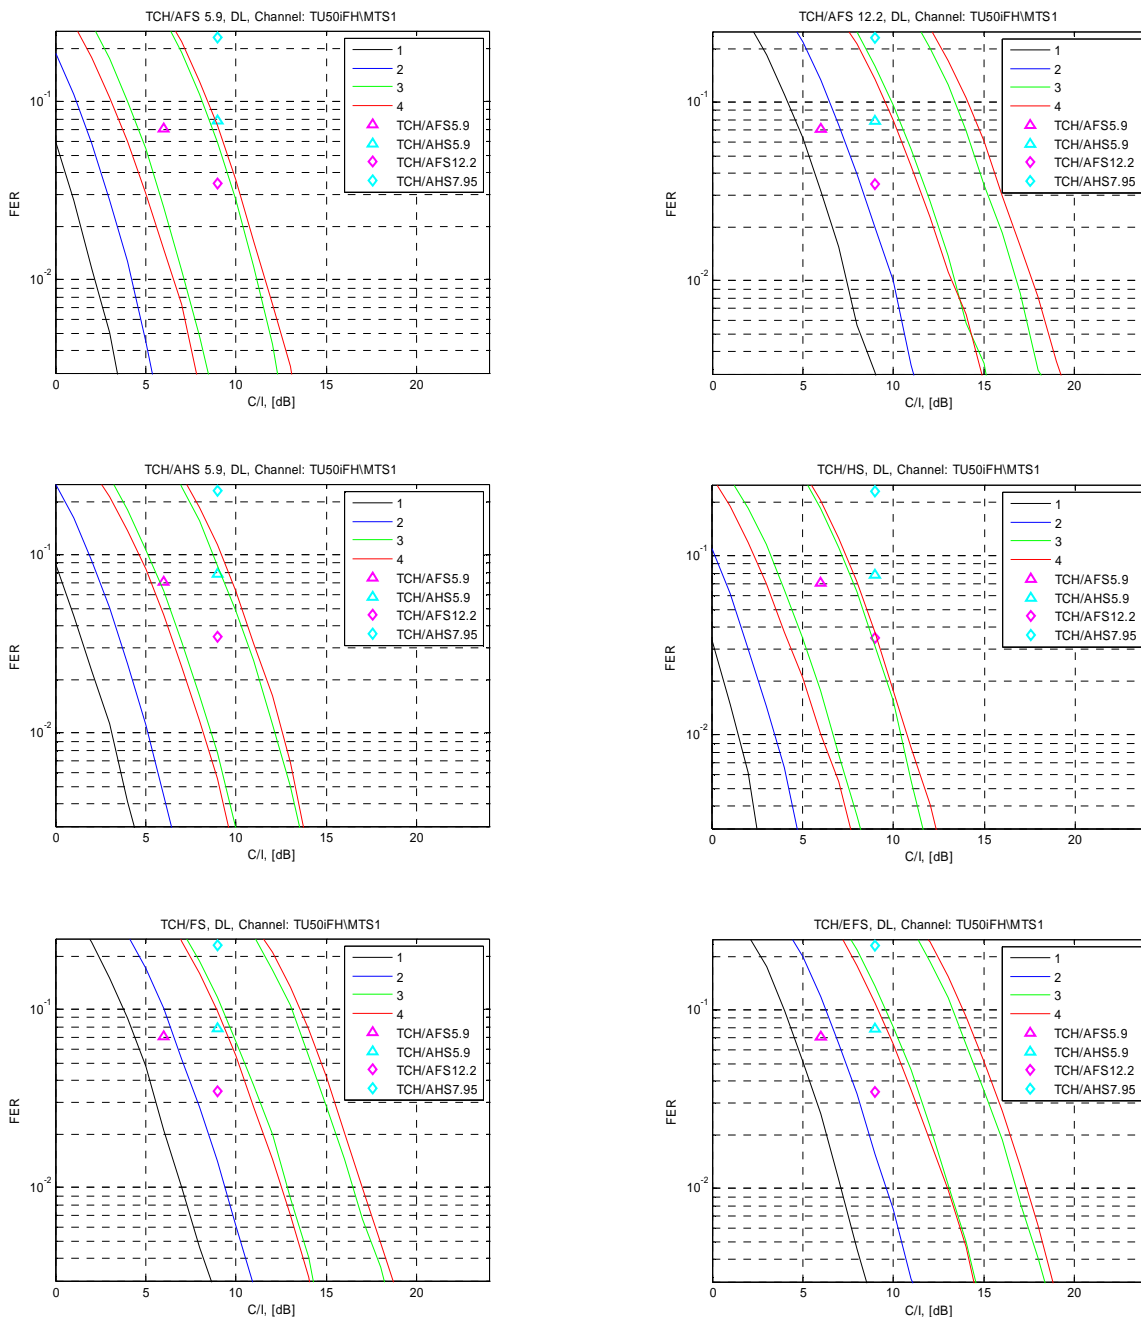 TCH/AFS 5.9, DL, Channel: TU50iFH\MTS1
FER
10-1
10-2
1
2
3
4
TCH/AFS5.9
TCH/AHS5.9
TCH/AFS12.2
TCH/AHS7.95
0 5 10 15 20
C/I, [dB]
TCH/AFS 12.2, DL, Channel: TU50iFH\MTS1
FER
10-1
10-2
1
2
3
4
TCH/AFS5.9
TCH/AHS5.9
TCH/AFS12.2
TCH/AHS7.95
0 5 10 15 20
C/I, [dB]
TCH/AHS 5.9, DL, Channel: TU50iFH\MTS1
FER
10-1
10-2
1
2
3
4
TCH/AFS5.9
TCH/AHS5.9
TCH/AFS12.2
TCH/AHS7.95
0 5 10 15 20
C/I, [dB]
TCH/HS, DL, Channel: TU50iFH\MTS1
FER
10-1
10-2
1
2
3
4
TCH/AFS5.9
TCH/AHS5.9
TCH/AFS12.2
TCH/AHS7.95
0 5 10 15 20
C/I, [dB]
TCH/FS, DL, Channel: TU50iFH\MTS1
FER
10-1
10-2
1
2
3
4
TCH/AFS5.9
TCH/AHS5.9
TCH/AFS12.2
TCH/AHS7.95
0 5 10 15 20
C/I, [dB]
TCH/EFS, DL, Channel: TU50iFH\MTS1
FER
10-1
10-2
1
2
3
4
TCH/AFS5.9
TCH/AHS5.9
TCH/AFS12.2
TCH/AHS7.95
0 5 10 15 20
C/I, [dB]